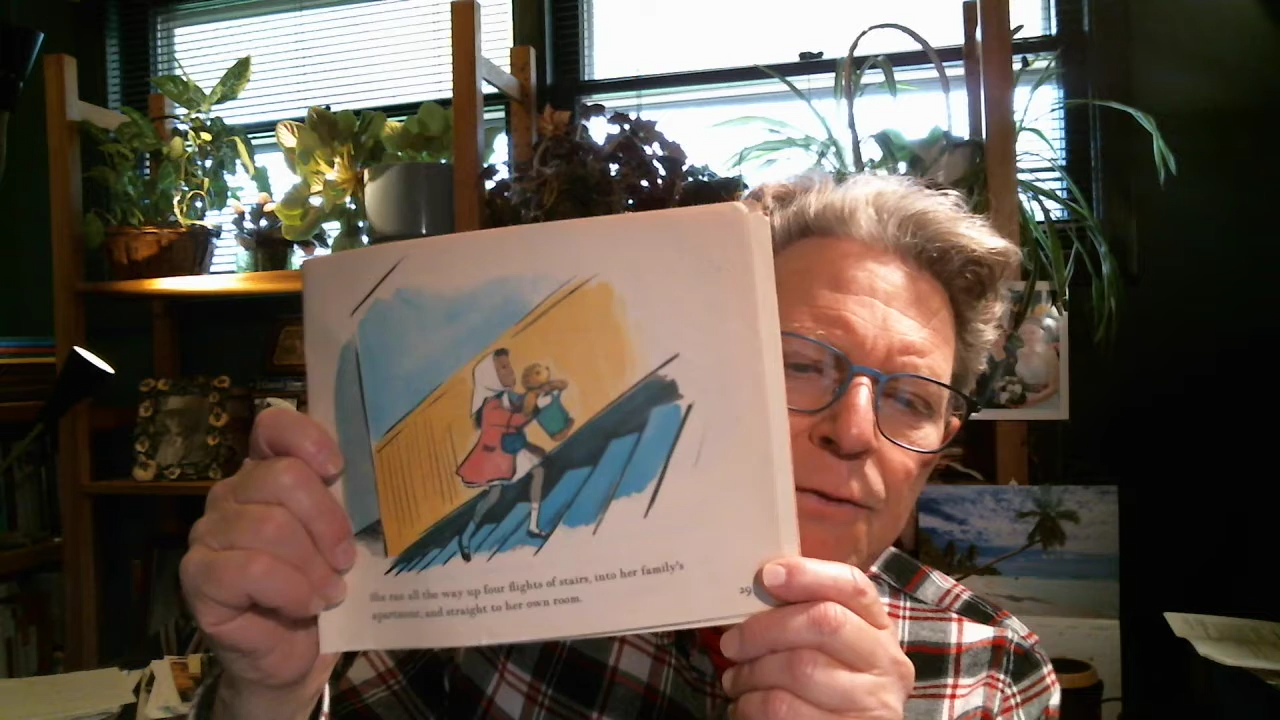 She ran all the way up four flights of stairs, into her family's
apartment, and straight to her own room.
29